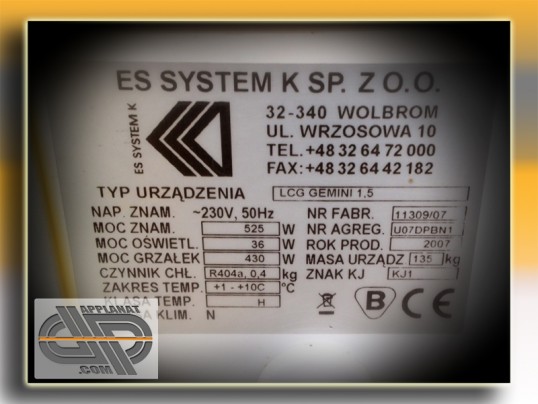 ES SYSTEM K SP. Z O.O.
ES SYSTEM K
32-340 WOLBROM
UL. WRZOSOWA 10
TEL.+48 32 64 72 000
FAX:+48 32 64 42 182
TYP URZĄDZENIA LCG GEMINI 1,5
NAP. ZNAM. ~230V, 50Hz NR FABR. 11309/07
MOC ZNAM. 525 W NR AGREG. U07DPBN1
MOC OŚWIETL. 36 W ROK PROD. 2007
MOC GRZAŁEK 430 W MASA URZĄDZ 135 kg
CZYNNIK CHŁ. R404a, 0,4 kg ZNAK KJ KJ1
ZAKRES TEMP. +1 - +10C °C
KLASA TEMP. H
KLIM. N
B CE
APPLANAT
.COM